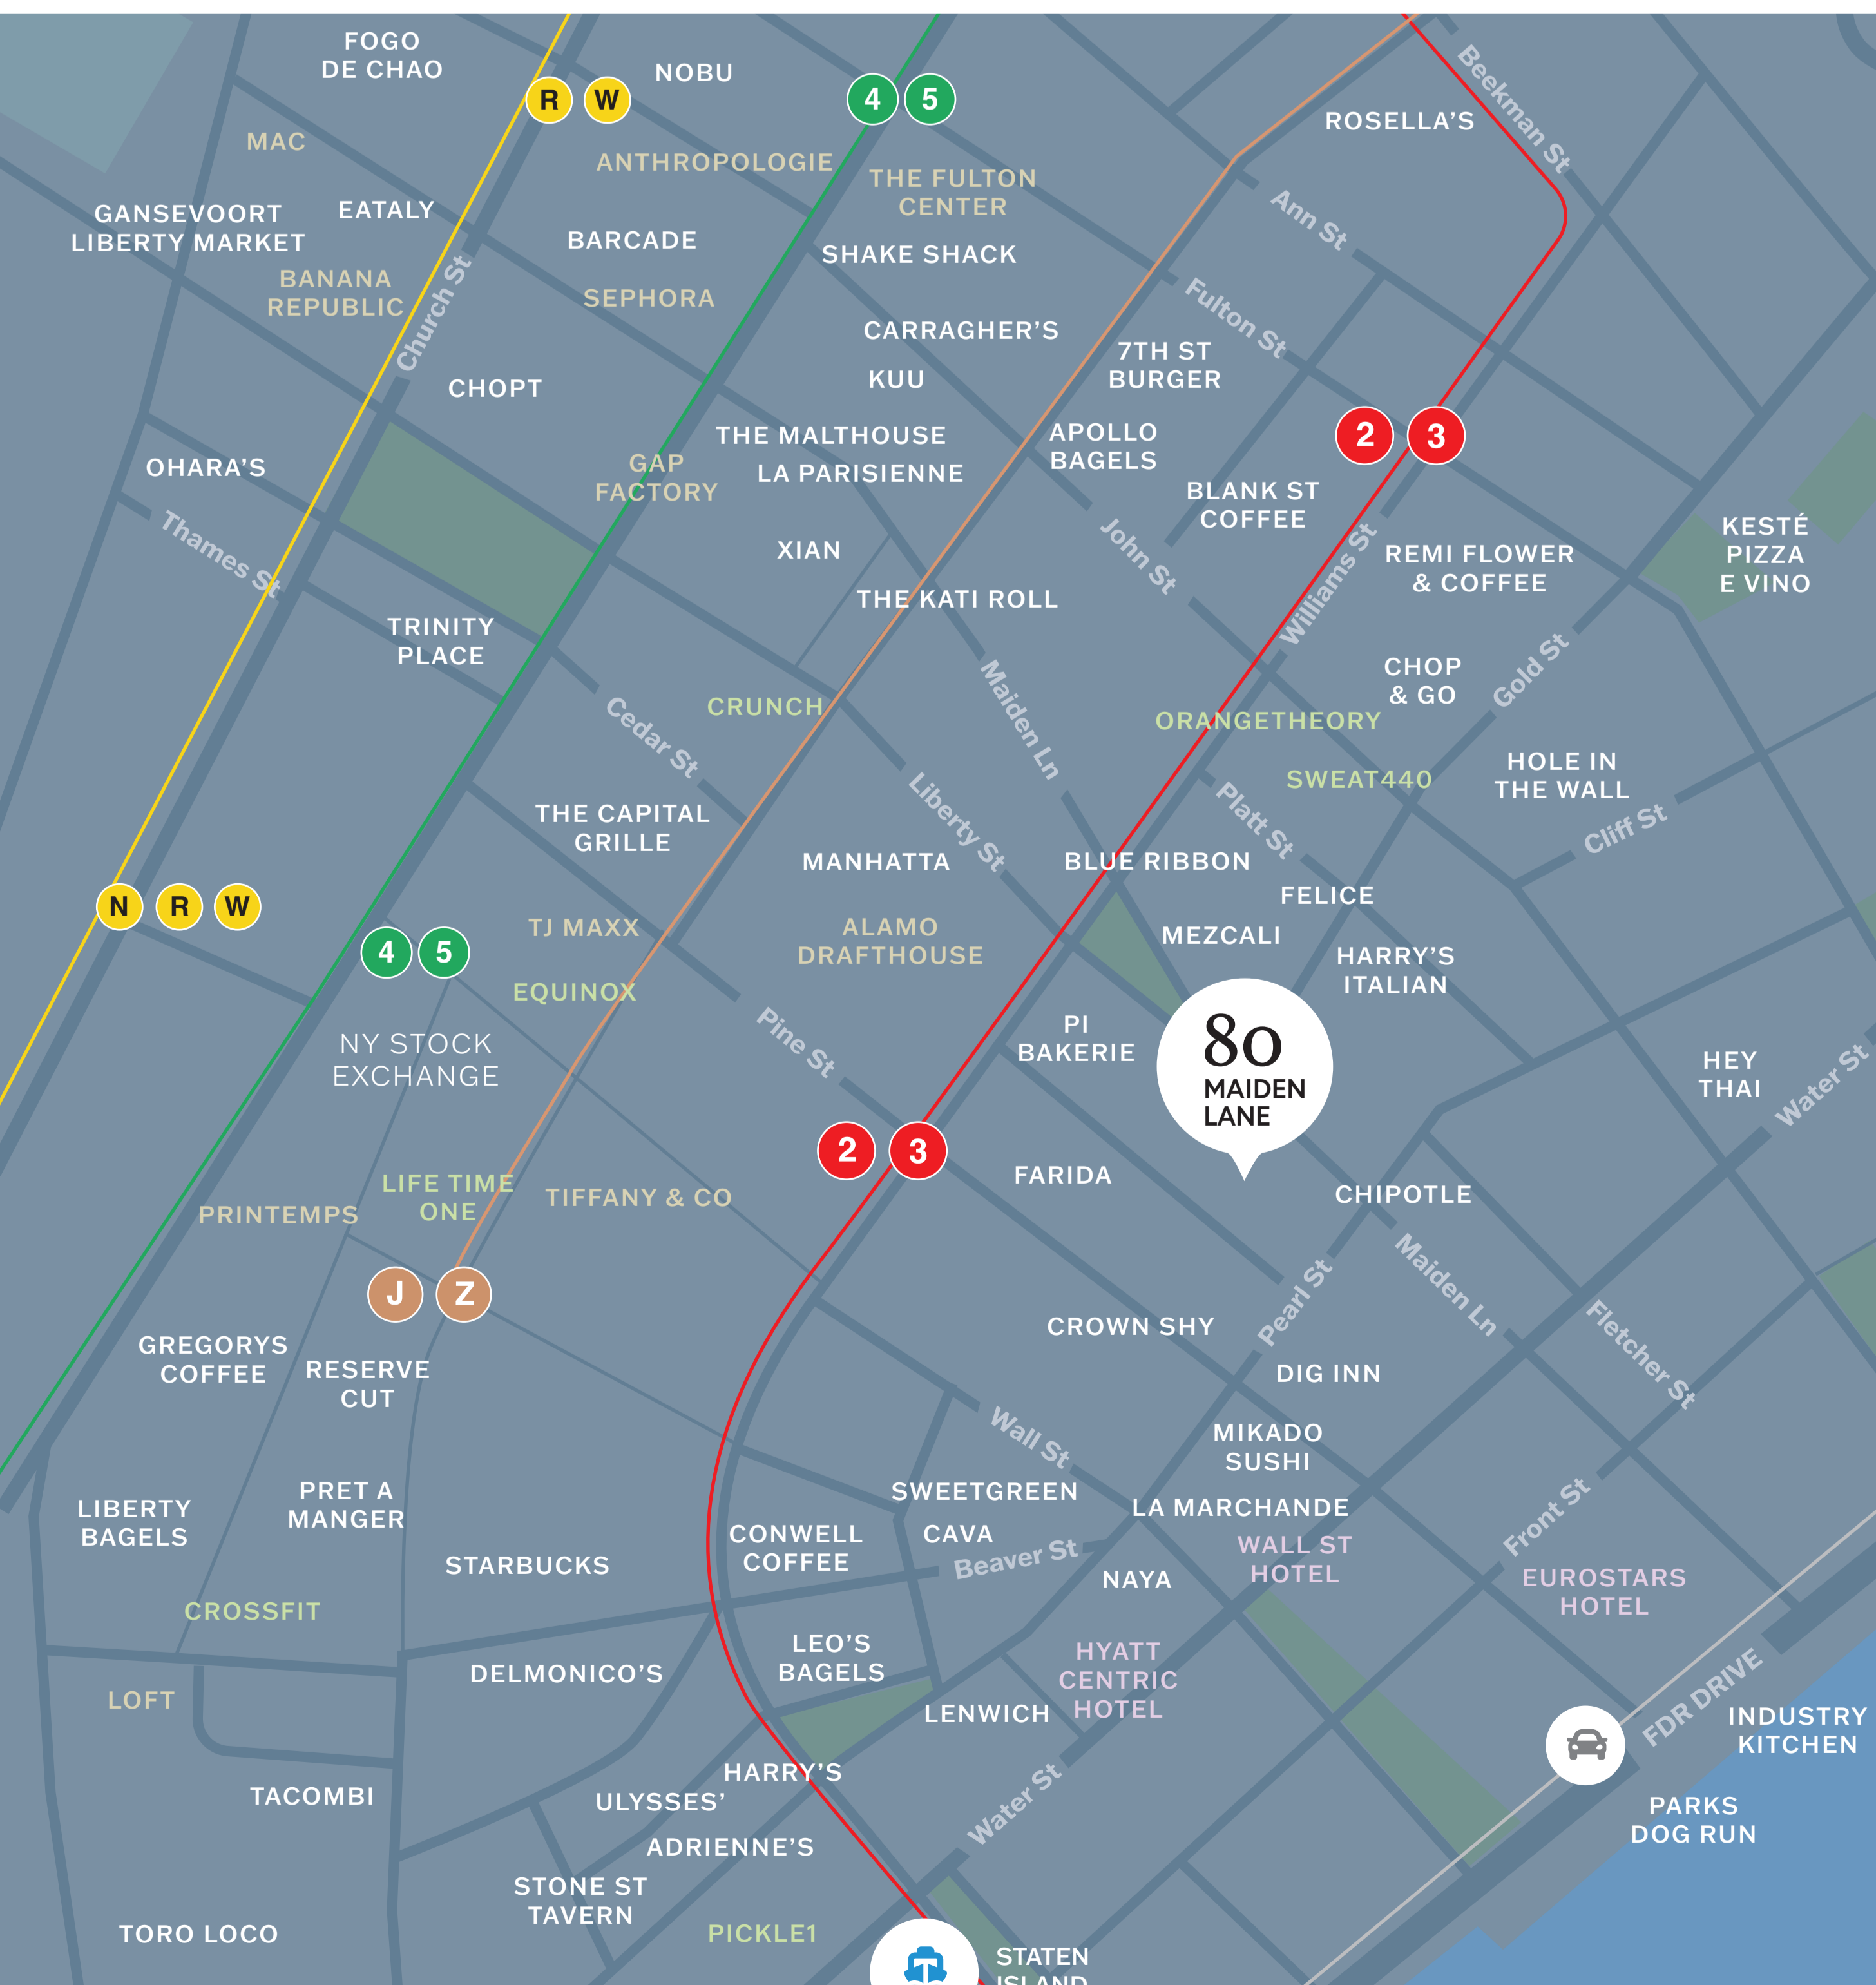 FOGO
DE CHAO
R
W
NOBU
4
5
ROSELLA'S
Beekman St
MAC
ANTHROPOLOGIE
THE FULTON
CENTER
GANSEVOORT
LIBERTY MARKET
EATALY
BARCADE
SHAKE SHACK
Ann St
BANANA
REPUBLIC
Church St
SEPHORA
CARRAGHER'S
Fulton St
7TH ST
BURGER
KUU
CHOPT
THE MALTHOUSE
APOLLO
BAGELS
2
3
OHARA'S
GAP
FACTORY
LA PARISIENNE
BLANK ST
COFFEE
Thames St
XIAN
John St
Williams St
REMI FLOWER
& COFFEE
KESTÉ
PIZZA
E VINO
THE KATI ROLL
TRINITY
PLACE
CRUNCH
Cedar St
Maiden Ln
ORANGETHEORY
CHOP
& GO
Gold St
SWEAT440
HOLE IN
THE WALL
THE CAPITAL
GRILLE
Liberty St
Platt St
Cliff St
MANHATTA
BLUE RIBBON
FELICE
N
R
W
TJ MAXX
ALAMO
DRAFTHOUSE
MEZCALI
4
5
HARRY'S
ITALIAN
EQUINOX
NY STOCK
EXCHANGE
Pine St
PI
BAKERIE
80
MAIDEN
LANE
HEY
THAI
Water St
2
3
FARIDA
CHIPOTLE
LIFE TIME
ONE
PRINTEMPS
TIFFANY & CO
J
Z
Pearl St
Maiden Ln
Fletcher St
CROWN SHY
GREGORYS
COFFEE
RESERVE
CUT
DIG INN
Wall St
MIKADO
SUSHI
LIBERTY
BAGELS
PRET A
MANGER
SWEETGREEN
LA MARCHANDE
Front St
CONWELL
COFFEE
CAVA
Beaver St
WALL ST
HOTEL
STARBUCKS
NAYA
EUROSTARS
HOTEL
CROSSFIT
LEO'S
BAGELS
HYATT
CENTRIC
HOTEL
DELMONICO'S
LOFT
LENWICH
FDR DRIVE
INDUSTRY
KITCHEN
HARRY'S
TACOMBI
ULYSSES'
Water St
PARKS
DOG RUN
ADRIENNE'S
STONE ST
TAVERN
TORO LOCO
PICKLE1
STATEN
ISLAND